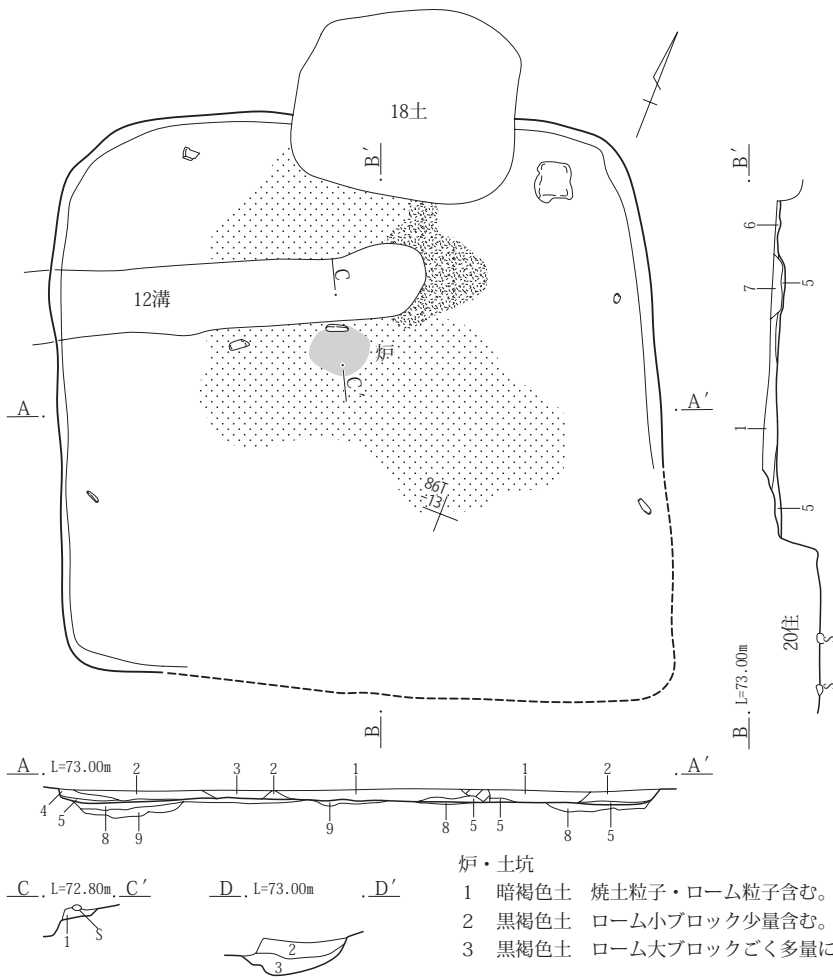 18土
B′
B′
6
5
7
12溝
C
炉
C′
A
A′
1
86T
-13
5
20住
S
S
B
B L=73.00m
A L=73.00m
2
3
2
1
1
2
A′
4
5
8
9
9
8
5
5
8
5
C L=72.80m C′
1
S
D L=73.00m D′
2
3
炉・土坑
1 暗褐色土 焼土粒子・ローム粒子含む。
2 黒褐色土 ローム小ブロック少量含む。
3 黒褐色土 ローム大ブロックごく多量に